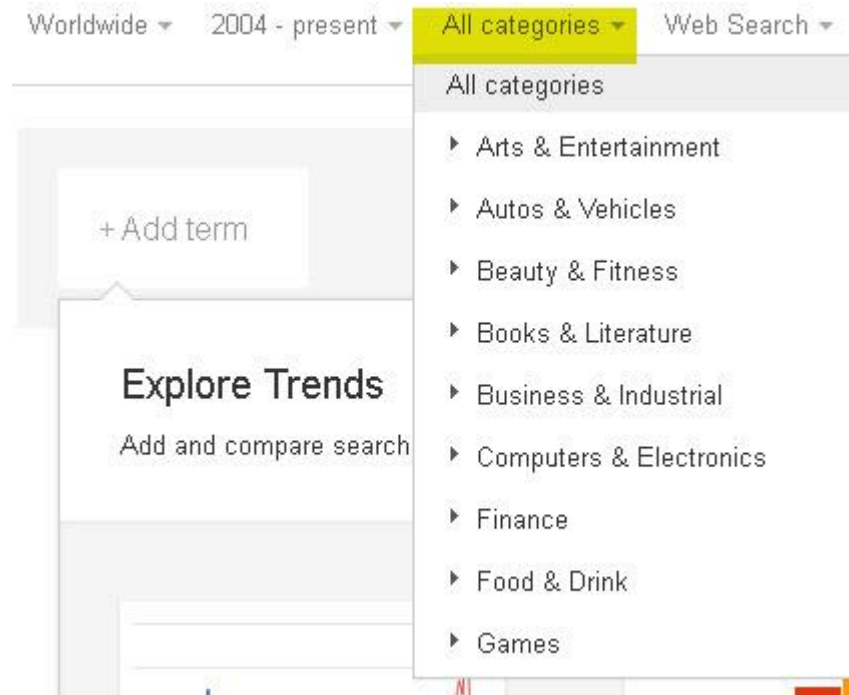 Worldwide 2004 - present All categories Web Search
All categories
Arts & Entertainment
Autos & Vehicles
Beauty & Fitness
Books & Literature
Business & Industrial
Computers & Electronics
Finance
Food & Drink
Games
+ Add term
Explore Trends
Add and compare search